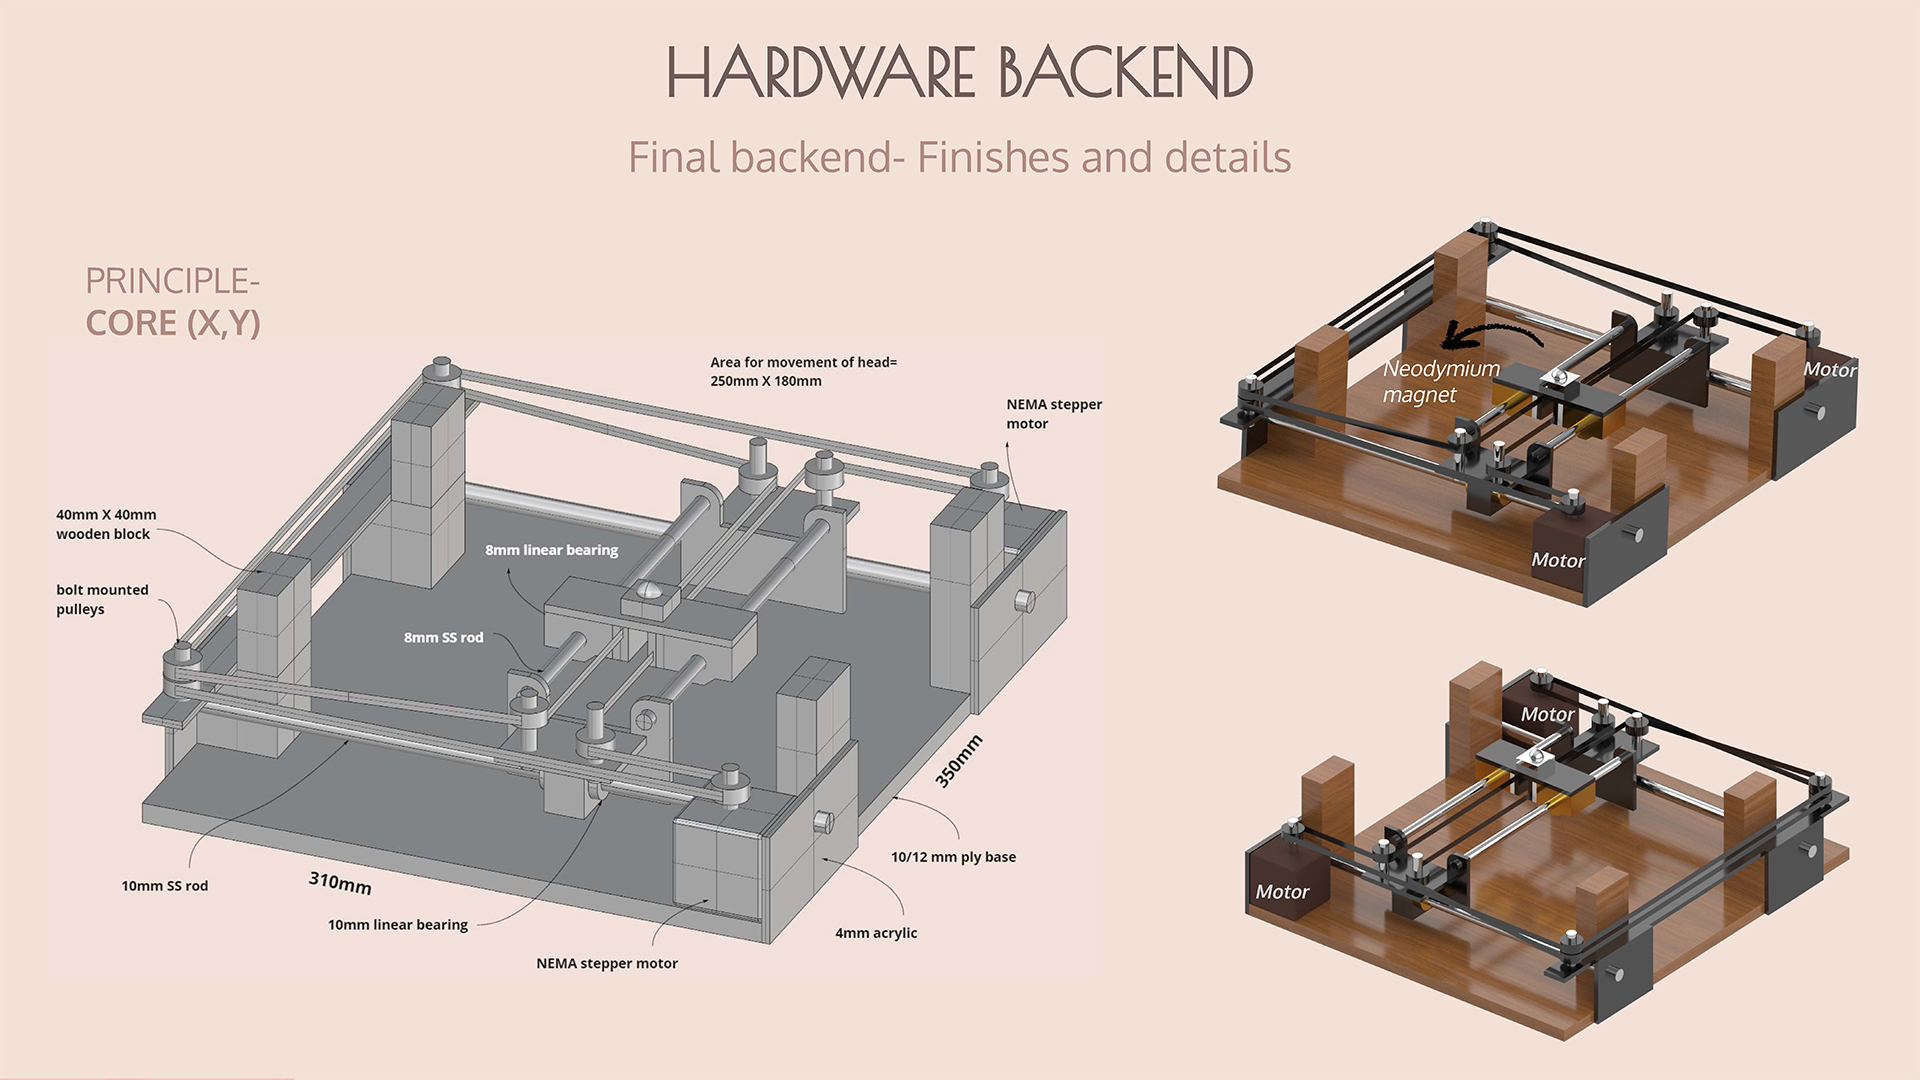 HARDWARE BACKEND
Final backend- Finishes and details
PRINCIPLE-
CORE (X,Y)
Area for movement of head=
250mm X 180mm
NEMA stepper
motor
40mm X 40mm
wooden block
8mm linear bearing
bolt mounted
pulleys
8mm SS rod
350mm
10/12 mm ply base
10mm SS rod
310mm
10mm linear bearing
4mm acrylic
NEMA stepper motor
Neodymium
magnet
Motor
Motor
Motor
Motor